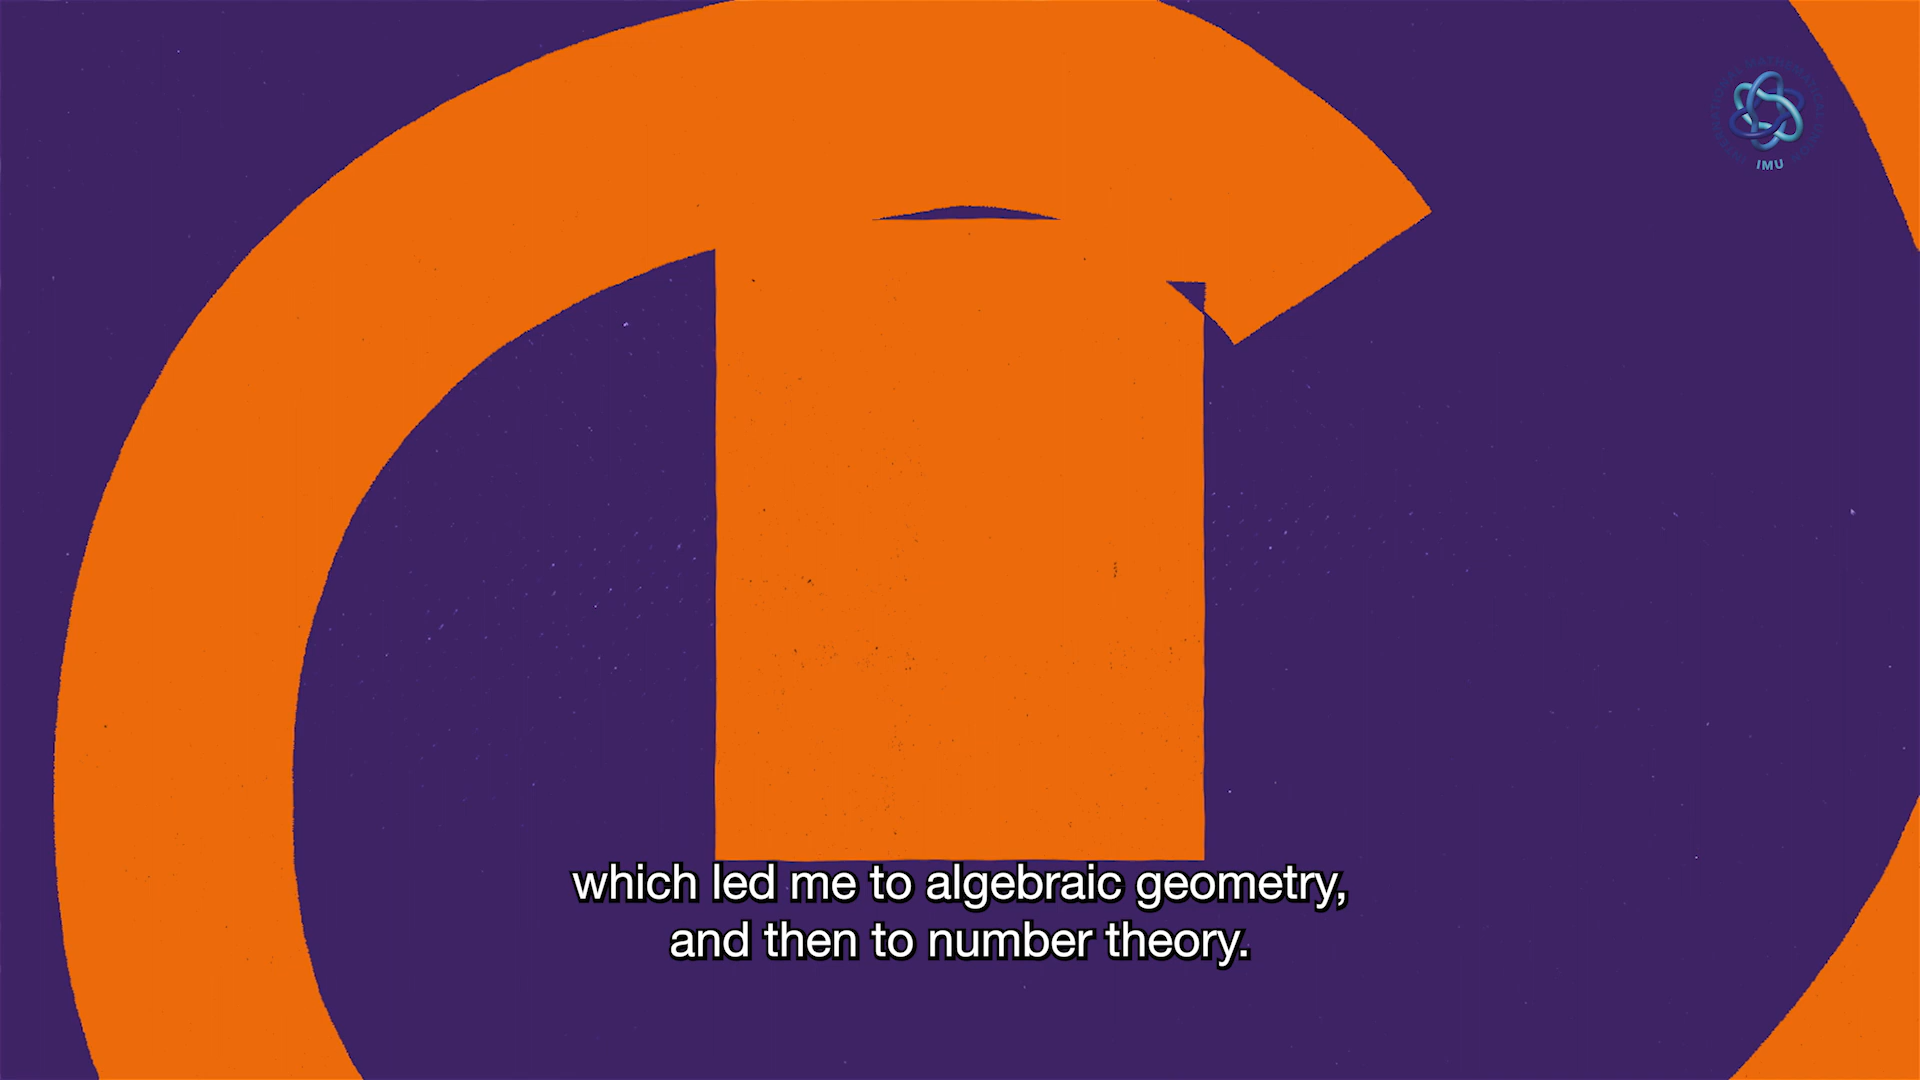 IMU
which led me to algebraic geometry,
and then to number theory.